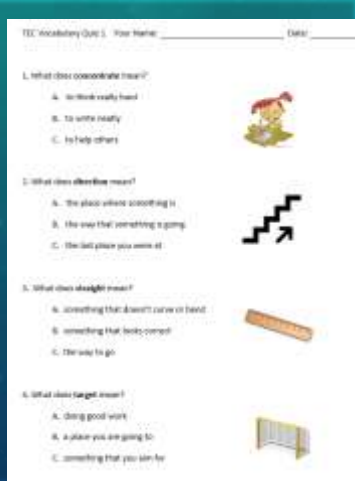 TEC Vocabulary Quiz 1 Your Name: ____________ Date: ________
1. What does concentrate mean?
A. to think really hard
B. to write neatly
C. to help others
2. What does direction mean?
A. the place where something is
B. the way that something is going
C. the last place you were at
3. What does straight mean?
A. something that doesn't curve or bend
B. something that looks correct
C. the way to go
4. What does target mean?
A. doing good work
B. a place you are going to
C. something that you aim for